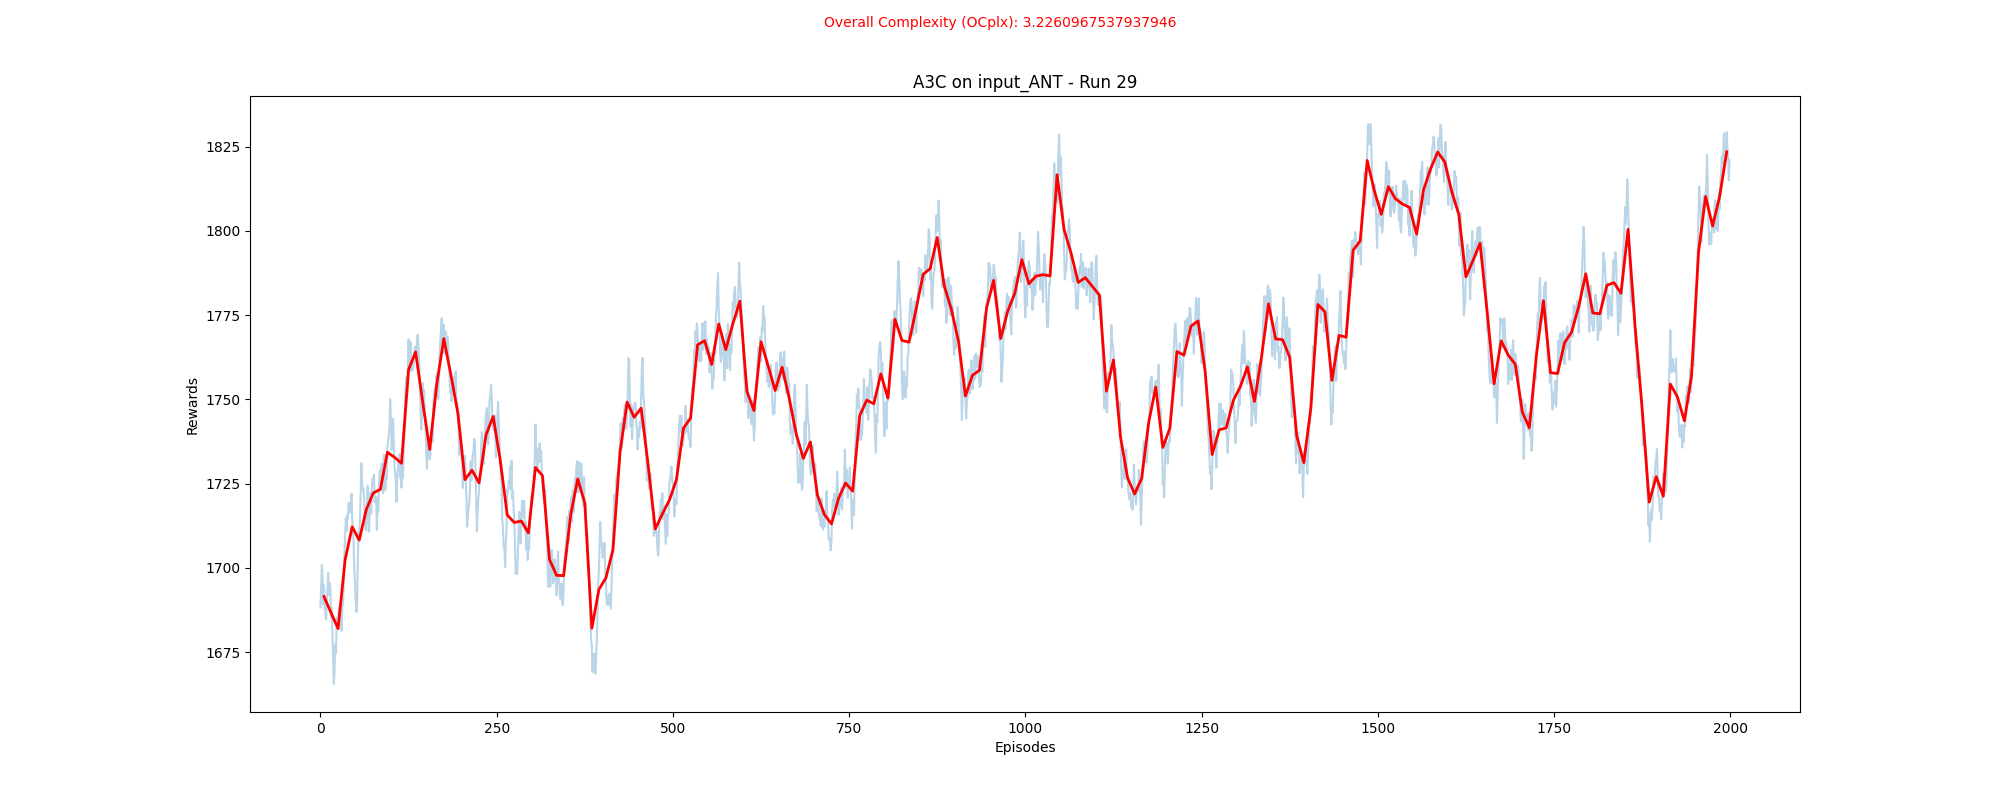 Overall Complexity (OCplx): 3.2260967537937946
A3C on input_ANT - Run 29
Rewards
1825
1800
1775
1750
1725
1700
1675
0 250 500 750 1000 1250 1500 1750 2000
Episodes